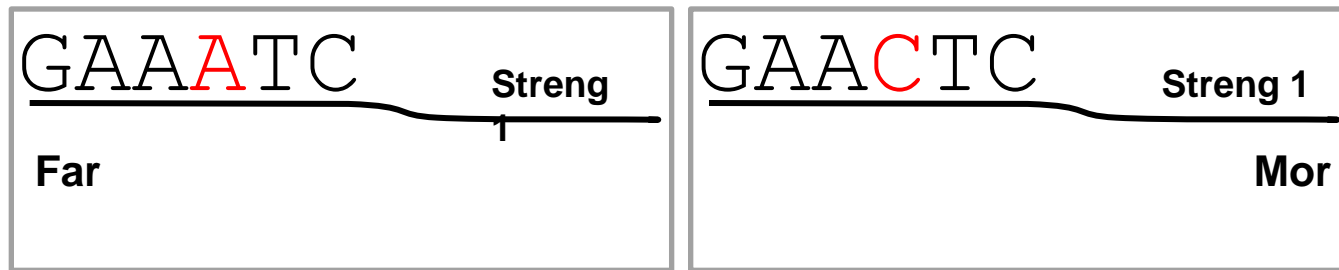 GAAATC
Streng
1
Far
GAACTC
Streng 1
Mor